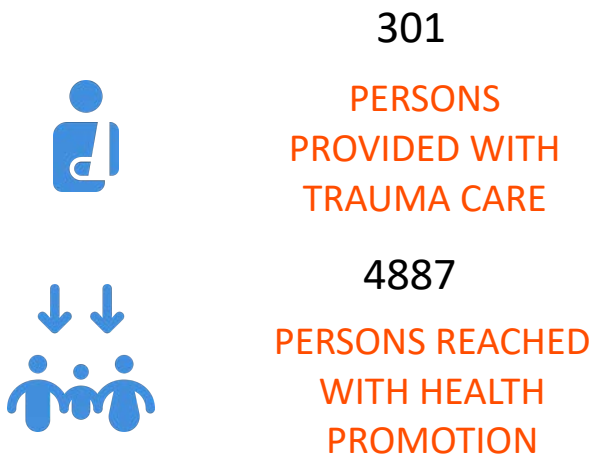 301
PERSONS
PROVIDED WITH
TRAUMA CARE
4887
PERSONS REACHED
WITH HEALTH
PROMOTION